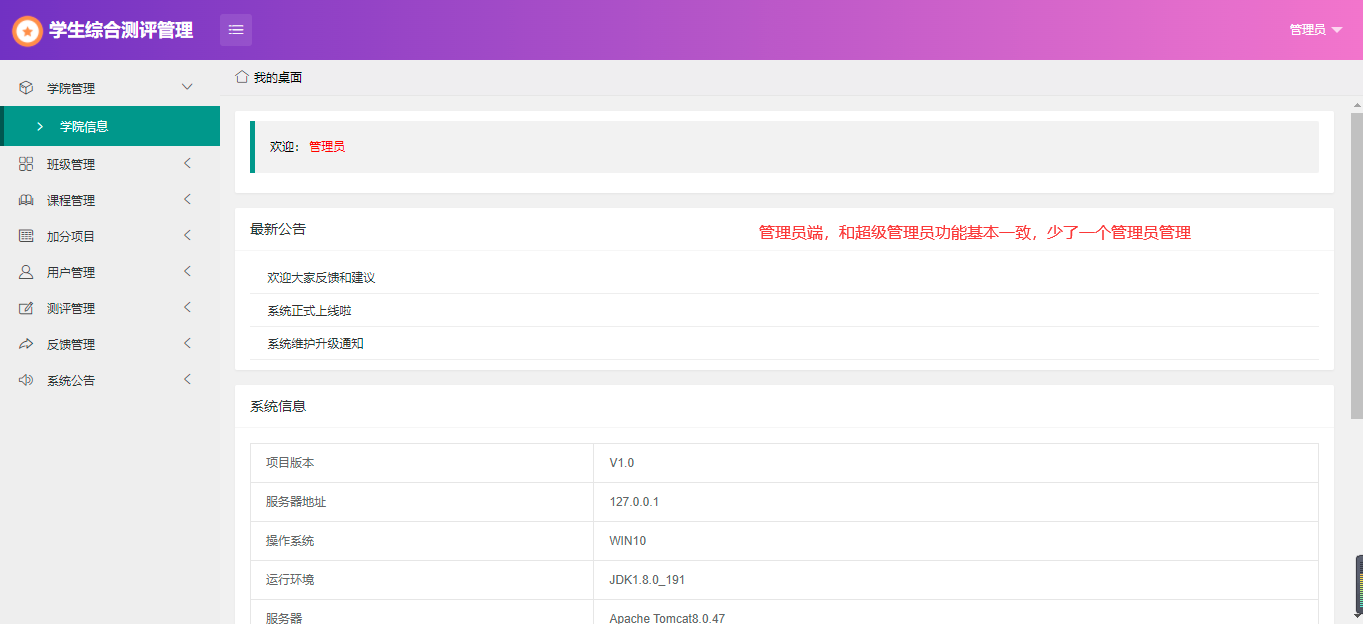 学生综合测评管理
管理员
学院管理
学院信息
班级管理
课程管理
加分项目
用户管理
测评管理
反馈管理
系统公告
我的桌面
欢迎： 管理员
最新公告
管理员端，和超级管理员功能基本一致，少了一个管理员管理
欢迎大家反馈和建议
系统正式上线啦
系统维护升级通知
系统信息
项目版本 V1.0
服务器地址 127.0.0.1
操作系统 WIN10
运行环境 JDK1.8.0_191
服务器 Apache Tomcat8.0.47